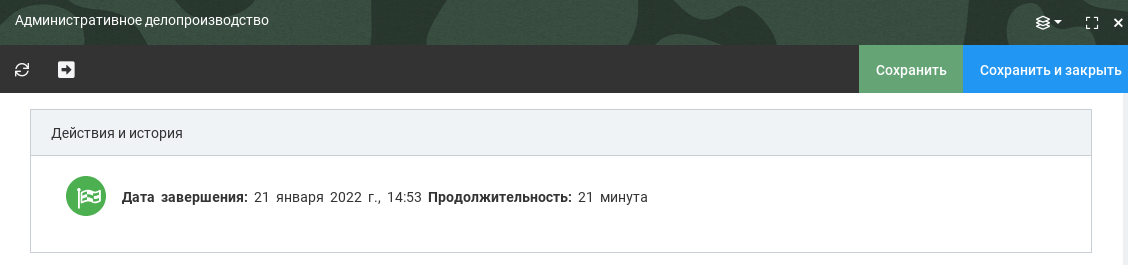 Административное делопроизводство
Сохранить
Сохранить и закрыть
Действия и история
Дата завершения: 21 января 2022 г., 14:53 Продолжительность: 21 минута